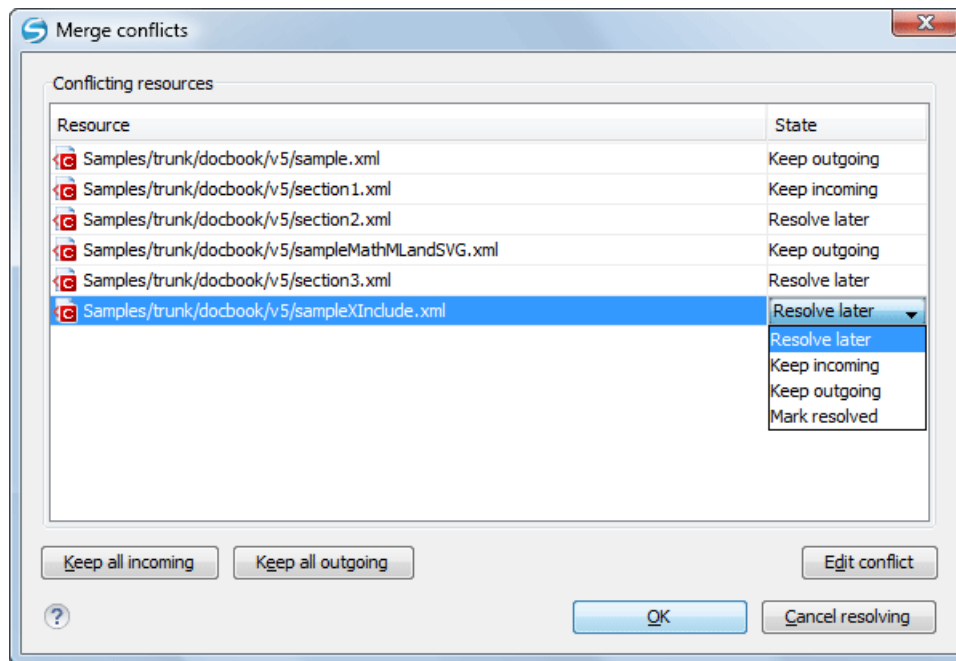 Merge conflicts
Conflicting resources
Resource State
Samples/trunk/docbook/v5/sample.xml Keep outgoing
Samples/trunk/docbook/v5/section1.xml Keep incoming
Samples/trunk/docbook/v5/section2.xml Resolve later
Samples/trunk/docbook/v5/sampleMathMLandSVG.xml Keep outgoing
Samples/trunk/docbook/v5/section3.xml Resolve later
Samples/trunk/docbook/v5/sampleXInclude.xml Resolve later
Resolve later
Keep incoming
Keep outgoing
Mark resolved
Keep all incoming Keep all outgoing Edit conflict
? OK Cancel resolving